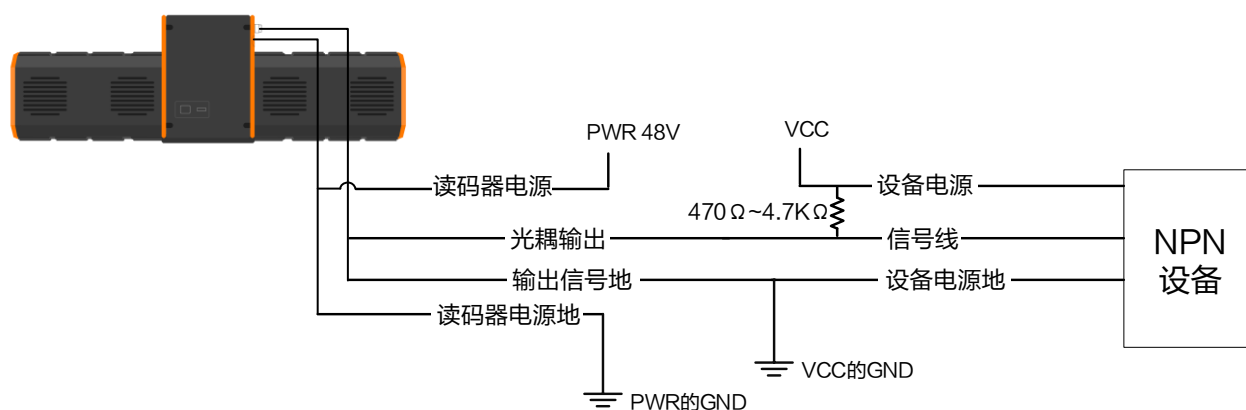 PWR 48V
VCC
读码器电源
设备电源
470Ω~4.7KΩ
光耦输出
信号线
NPN
设备
输出信号地
设备电源地
读码器电源地
VCC的GND
PWR的GND